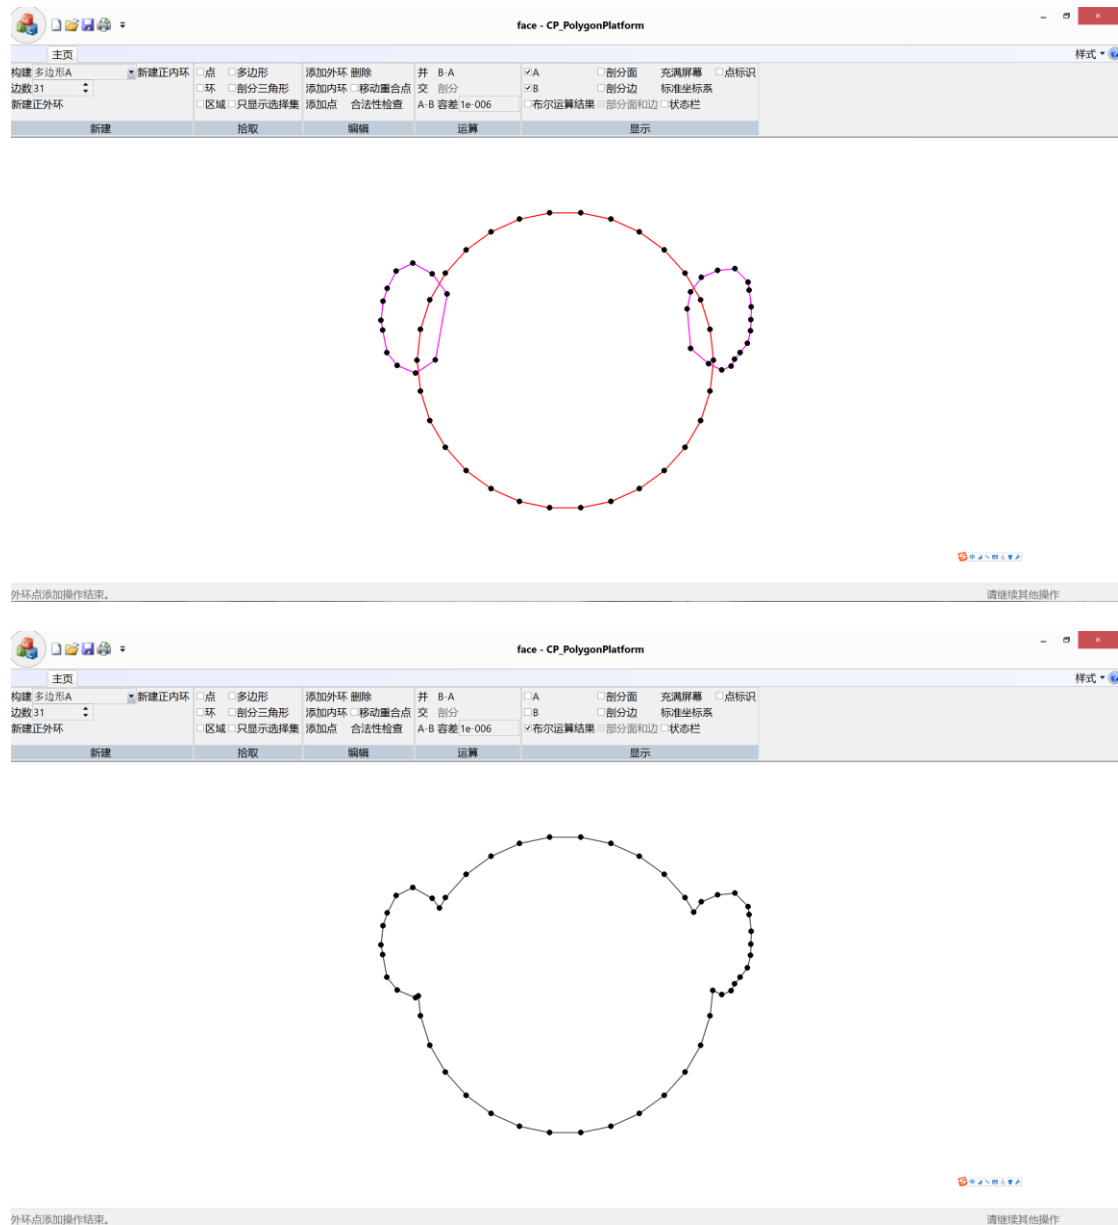 face - CP_PolygonPlatform
主页
样式
构建 多边形A 新建正内环 点 多边形 添加外环 删除 并 B-A A 剖分面 充满屏幕 点标识
边数 31 环 剖分三角形 添加内环 移动重合点 交 剖分 B 剖分边 标准坐标系
新建正外环 区域 只显示选择集 添加点 合法性检查 A-B 容差 1e-006 布尔运算结果 部分面和边 状态栏
新建 拾取 编辑 运算 显示
中
外环点添加操作结束。 请继续其他操作
face - CP_PolygonPlatform
主页
样式
构建 多边形A 新建正内环 点 多边形 添加外环 删除 并 B-A A 剖分面 充满屏幕 点标识
边数 31 环 剖分三角形 添加内环 移动重合点 交 剖分 B 剖分边 标准坐标系
新建正外环 区域 只显示选择集 添加点 合法性检查 A-B 容差 1e-006 布尔运算结果 部分面和边 状态栏
新建 拾取 编辑 运算 显示
中
外环点添加操作结束。 请继续其他操作